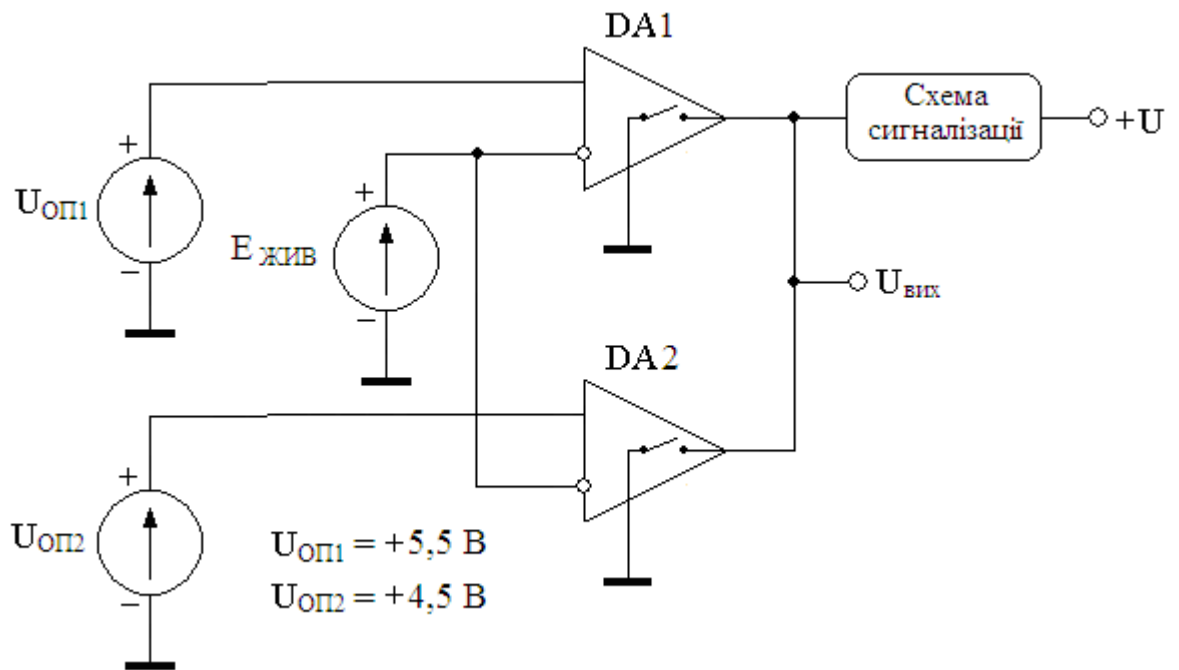 DA1
Схема
сигналізації
+U
+
UОП1
−
+
E ЖИВ
−
Uвих
DA2
+
UОП2
−
UОП1 = +5,5 В
UОП2 = +4,5 В